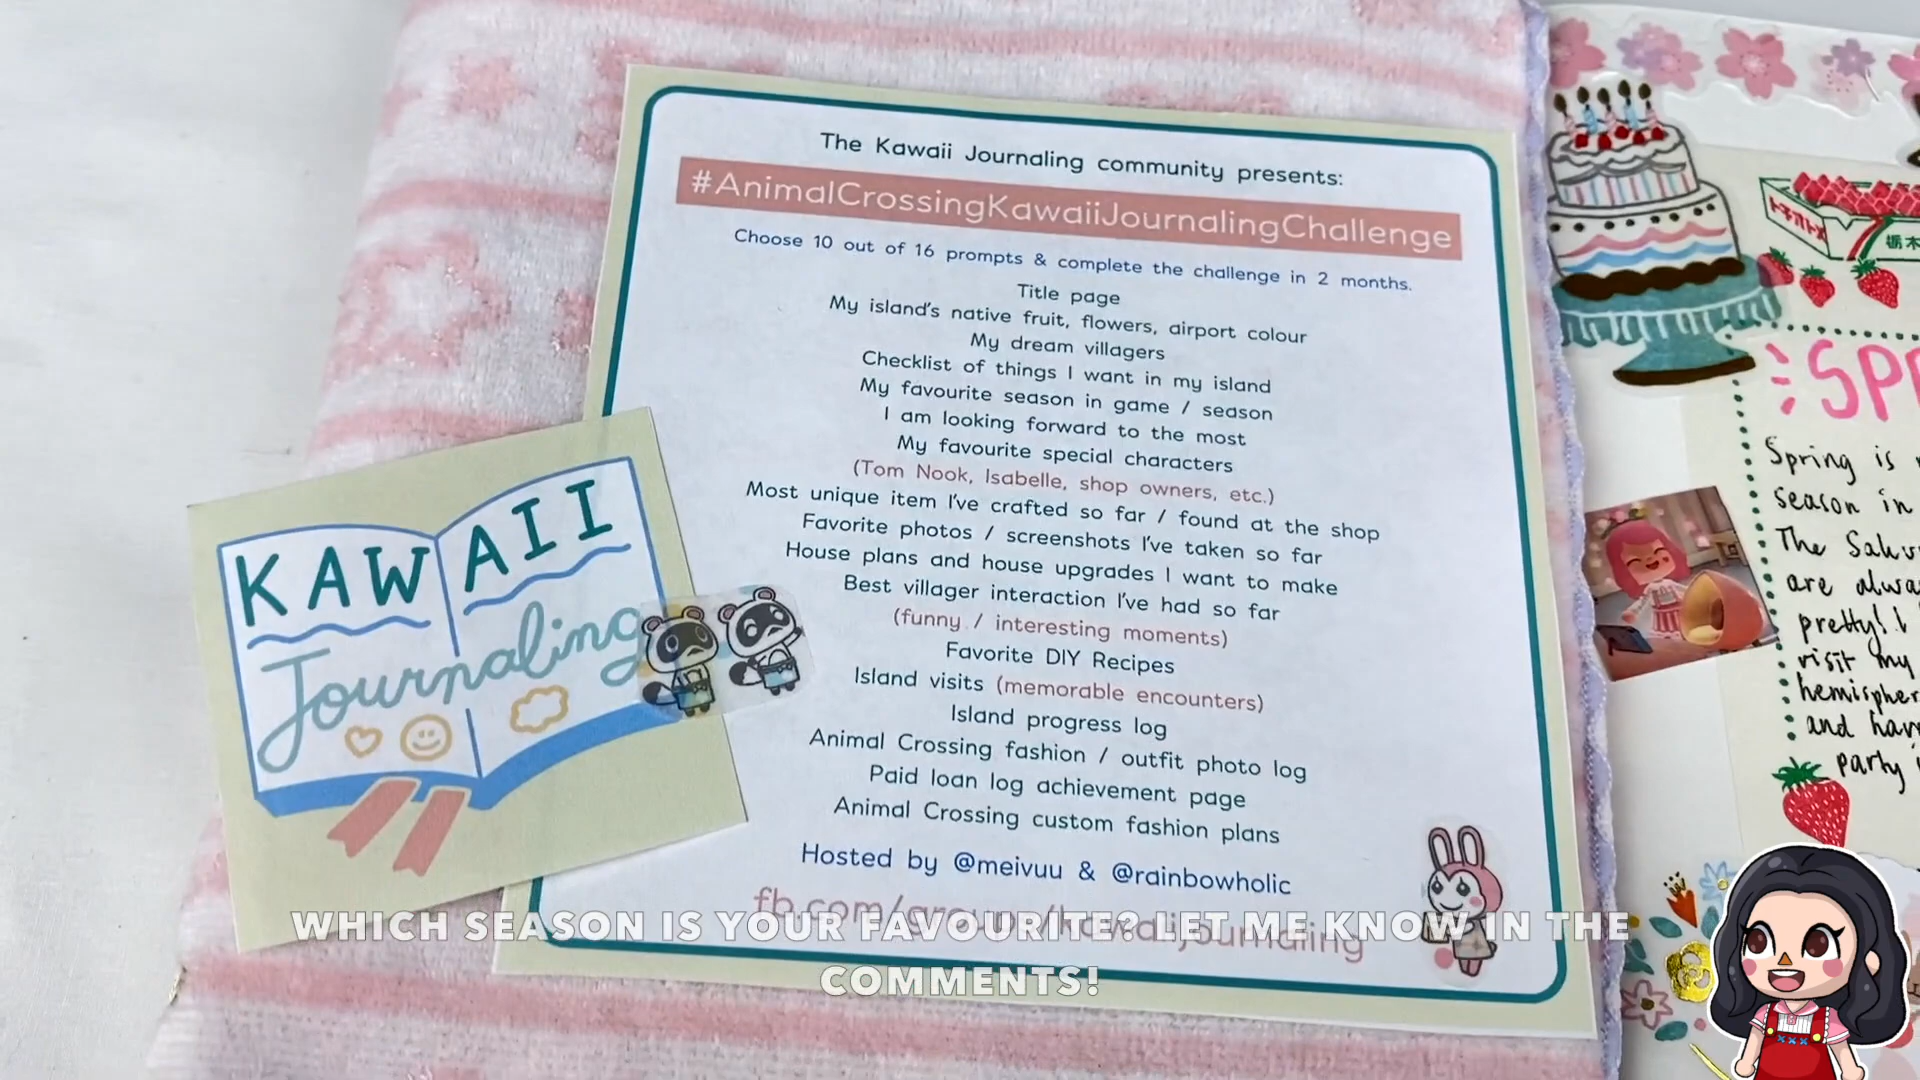 The Kawaii Journaling community presents:
#AnimalCrossingKawaiiJournalingChallenge
Choose 10 out of 16 prompts & complete the challenge in 2 months.
Title page
My island's native fruit, flowers, airport colour
My dream villagers
Checklist of things I want in my island
My favourite season in game / season
I am looking forward to the most
My favourite special characters
(Tom Nook, Isabelle, shop owners, etc.)
Most unique item I've crafted so far / found at the shop
Favorite photos / screenshots I've taken so far
House plans and house upgrades I want to make
Best villager interaction I've had so far
(funny / interesting moments)
Favorite DIY Recipes
Island visits (memorable encounters)
Island progress log
Animal Crossing fashion / outfit photo log
Paid loan log achievement page
Animal Crossing custom fashion plans
Hosted by @meivuu & @rainbowholic
fb.com/groups/kawaiijournaling
KAWAII
Journaling
Spring is
season in
The
are
pretty! I
visit my
and
party
WHICH SEASON IS YOUR FAVOURITE? LET ME KNOW IN THE
COMMENTS!